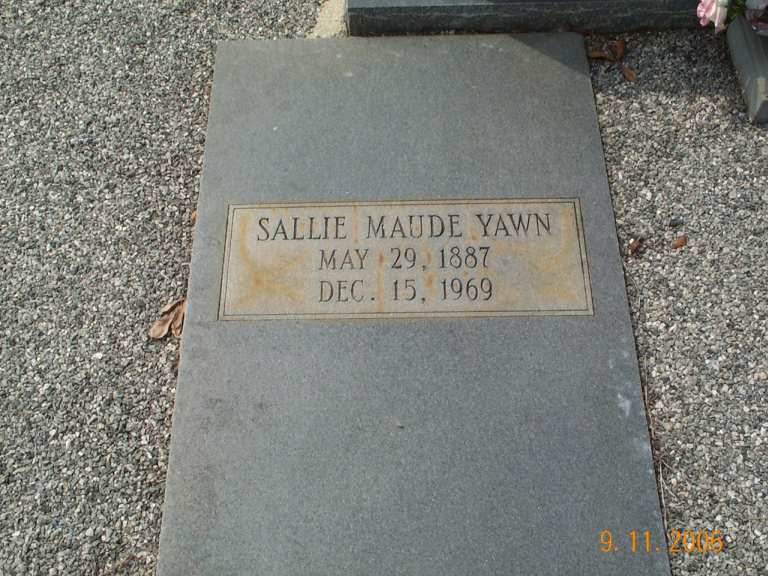 SALLIE MAUDE YAWN
MAY 29, 1887
DEC. 15, 1969
9.11.2006